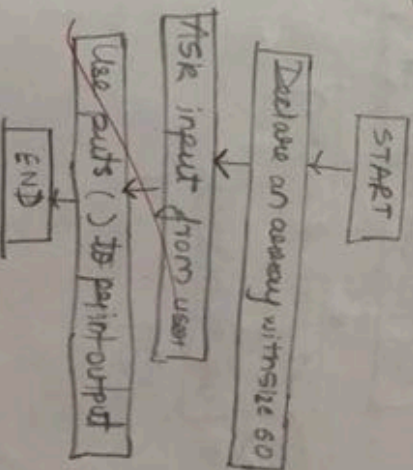 START
Declare an array with size 60
Ask input from user
Use puts ( ) to print output
END